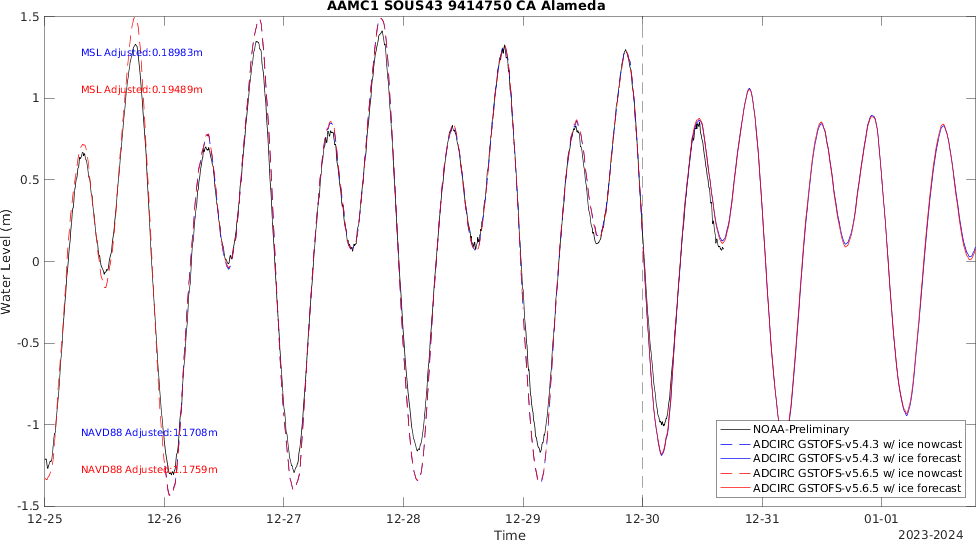 AAMC1 SOUS43 9414750 CA Alameda
1.5
1
0.5
0
-0.5
-1
-1.5
Water Level (m)
MSL Adjusted:0.18983m
MSL Adjusted:0.19489m
NAVD88 Adjusted:1.1708m
NAVD88 Adjusted:1.1759m
NOAA-Preliminary
ADCIRC GSTOFS-v5.4.3 w/ ice nowcast
ADCIRC GSTOFS-v5.4.3 w/ ice forecast
ADCIRC GSTOFS-v5.6.5 w/ ice nowcast
ADCIRC GSTOFS-v5.6.5 w/ ice forecast
12-25 12-26 12-27 12-28 12-29 12-30 12-31 01-01
Time
2023-2024